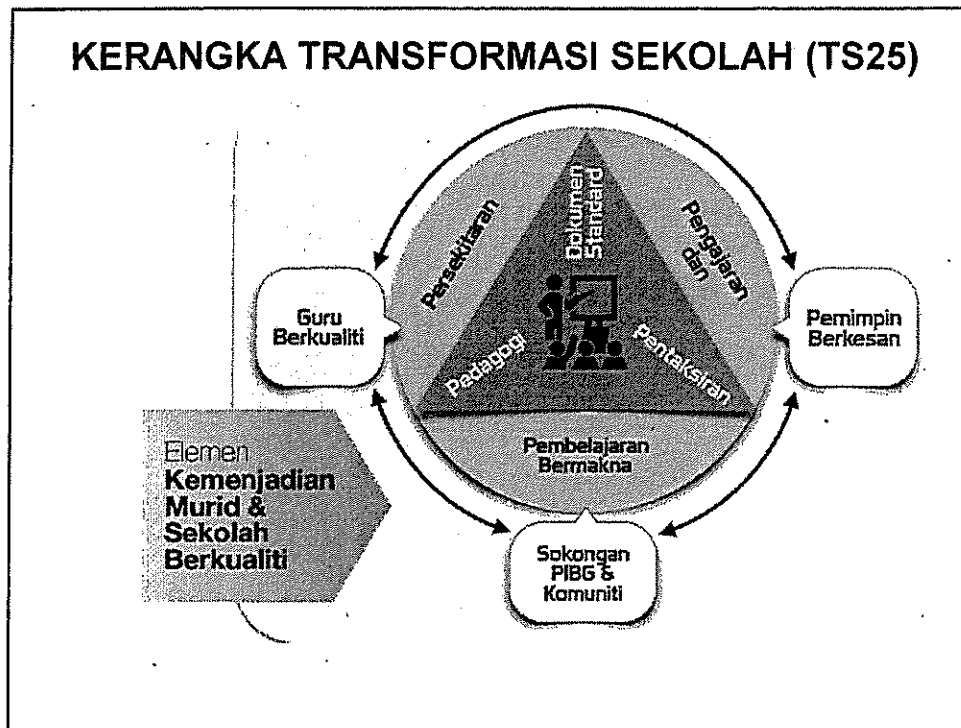 KERANGKA TRANSFORMASI SEKOLAH (TS25)
Persekitaran
Dokumen
Standard
Pengajaran
dan
Guru
Berkualiti
Pedagogi
Pentaksiran
Pemimpin
Berkesan
Elemen
Kemenjadian
Murid &
Sekolah
Berkualiti
Pembelajaran
Bermakna
Sokongan
PIBG &
Komuniti